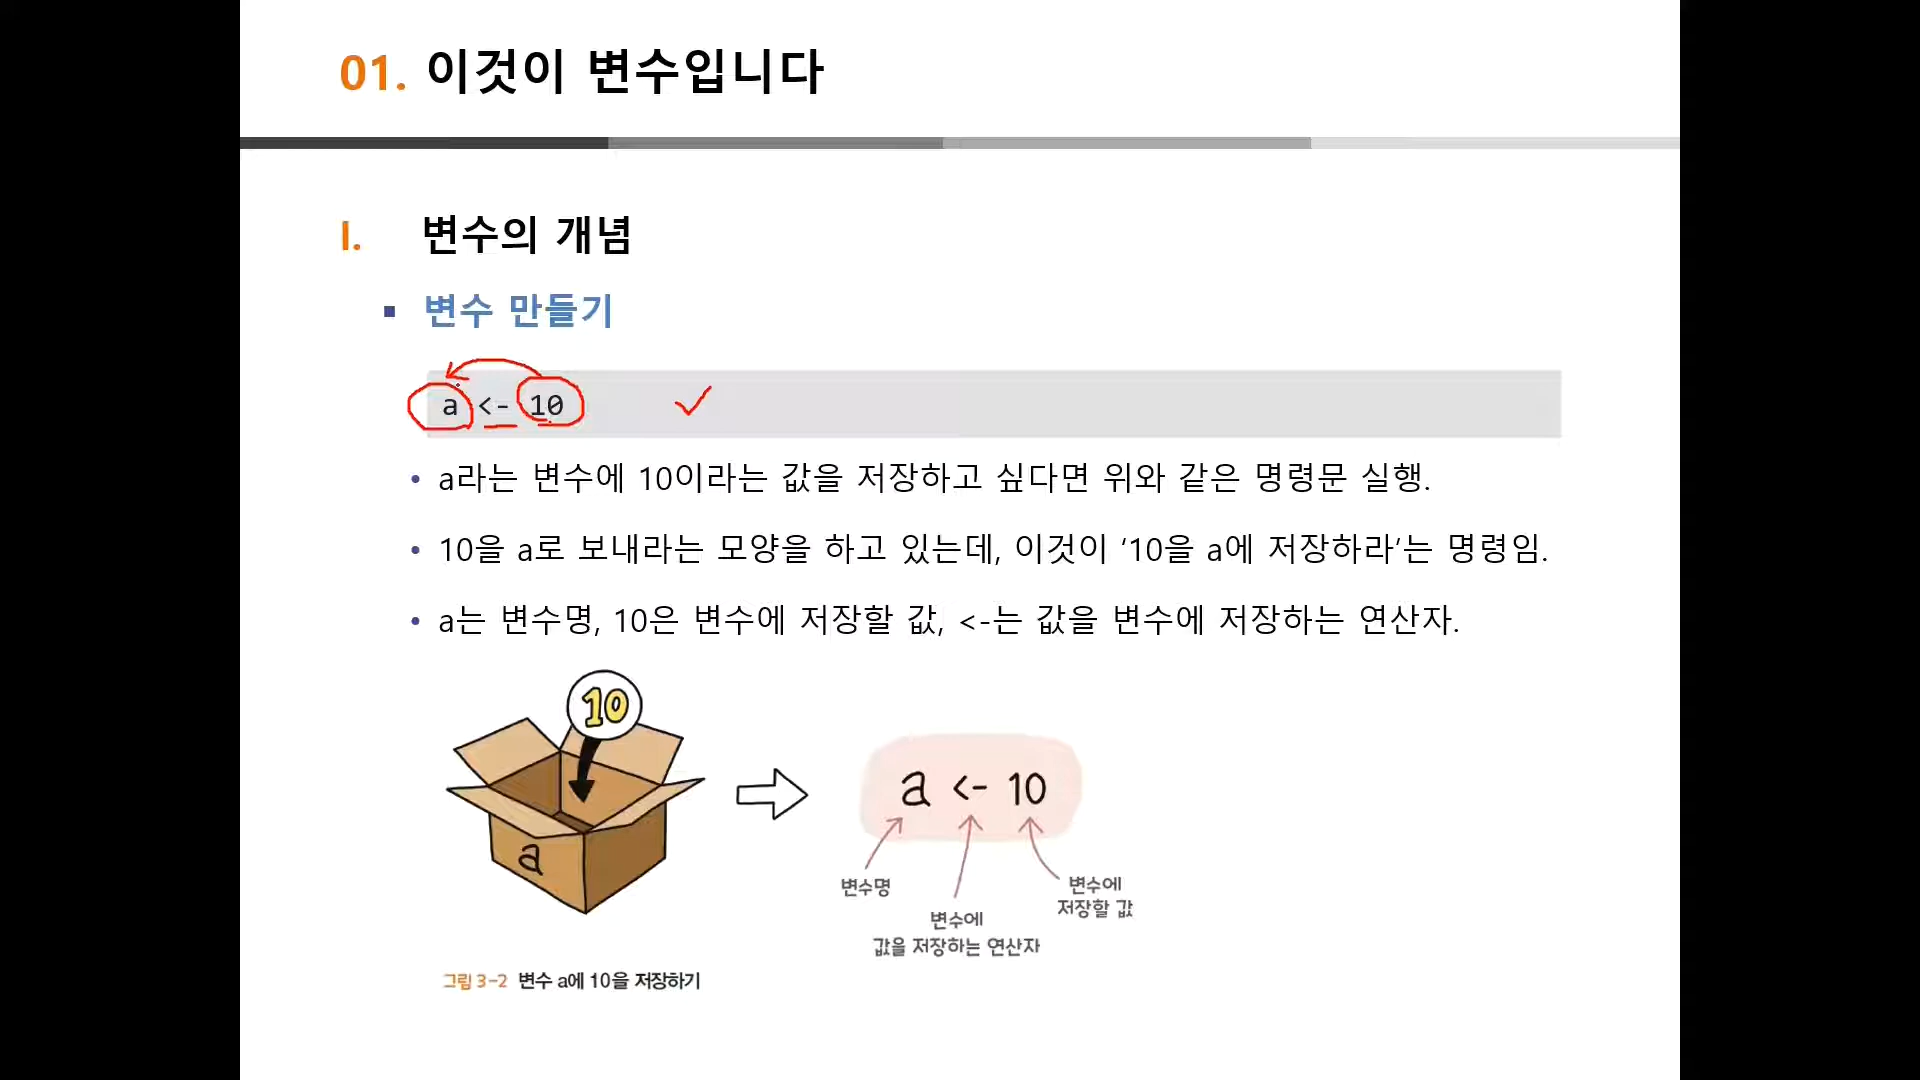 01. 이것이 변수입니다
I. 변수의 개념
▪ 변수 만들기
a <- 10
• a라는 변수에 10이라는 값을 저장하고 싶다면 위와 같은 명령문 실행.
• 10을 a로 보내라는 모양을 하고 있는데, 이것이 ‘10을 a에 저장하라’는 명령임.
• a는 변수명, 10은 변수에 저장할 값, <-는 값을 변수에 저장하는 연산자.
10
a
a <- 10
변수명
변수에
값을 저장하는 연산자
변수에
저장할 값
그림 3-2 변수 a에 10을 저장하기